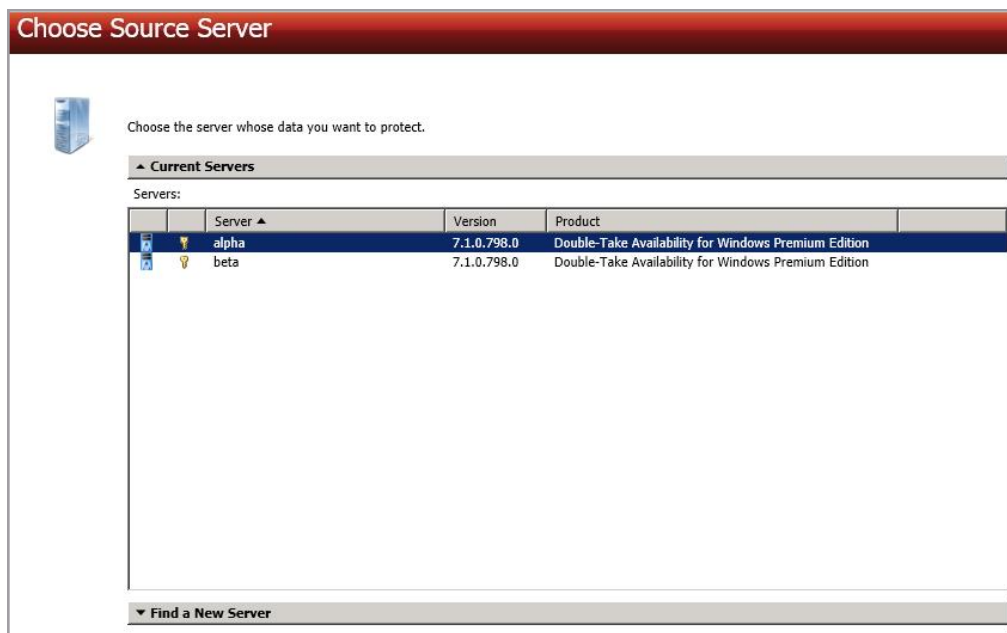 Choose Source Server
Choose the server whose data you want to protect.
Current Servers
Servers:
Server Version Product
alpha 7.1.0.798.0 Double-Take Availability for Windows Premium Edition
beta 7.1.0.798.0 Double-Take Availability for Windows Premium Edition
Find a New Server